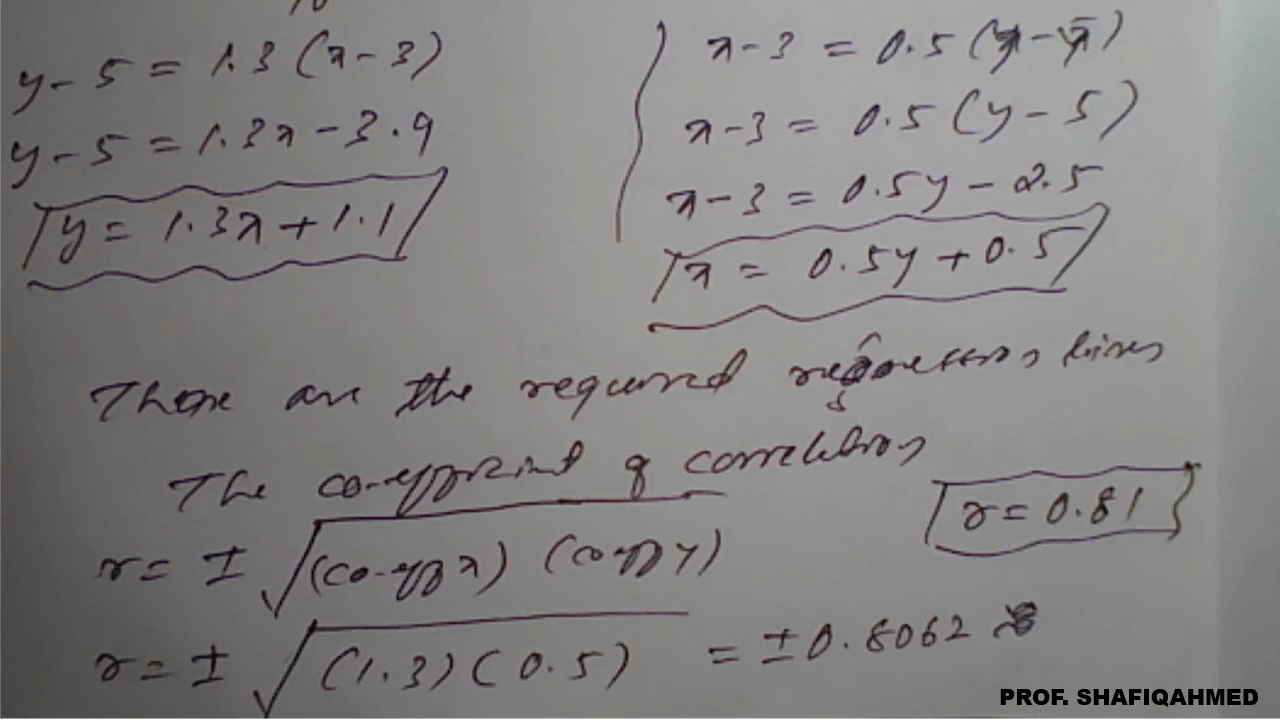 y - 5 = 1.3 (x - 3)
y - 5 = 1.3x - 3.9
y = 1.3x + 1.1
x - 3 = 0.5 (y - ȳ)
x - 3 = 0.5 (y - 5)
x - 3 = 0.5y - 2.5
x = 0.5y + 0.5
These are the required regression lines
The co-efficient of correlation
r = ± √(co-eff x) (co eff y)
r = ± √(1.3) (0.5) = ±0.8062
r = 0.81
PROF. SHAFIQAHMED